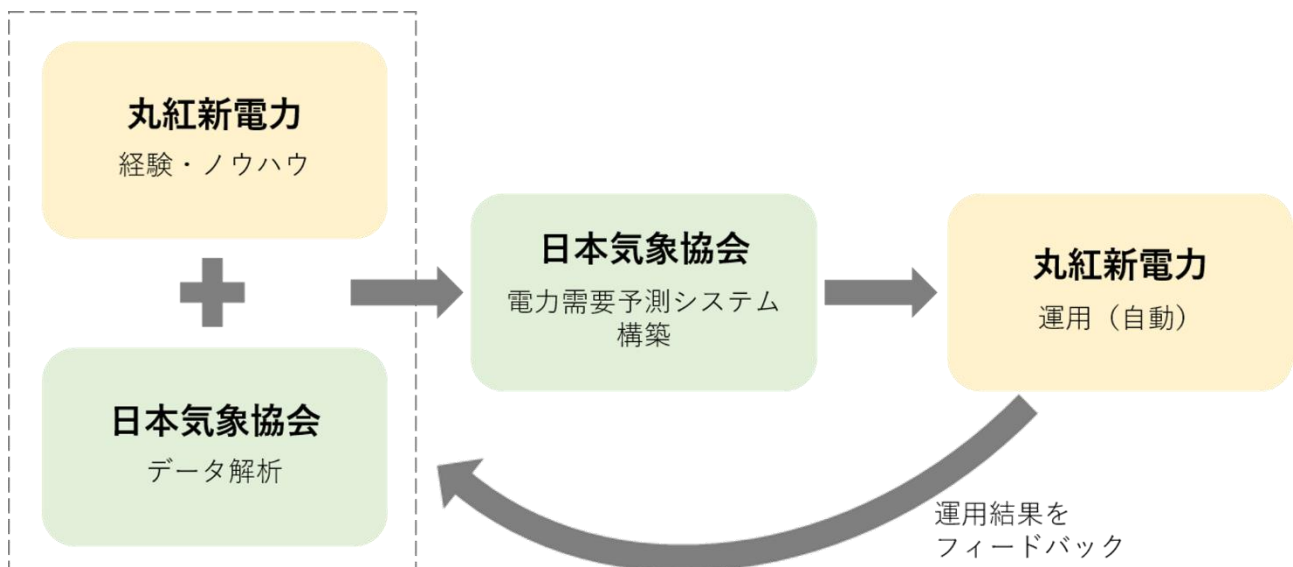 丸紅新電力
経験・ノウハウ
日本気象協会
データ解析
日本気象協会
電力需要予測システム
構築
丸紅新電力
運用（自動）
運用結果を
フィードバック